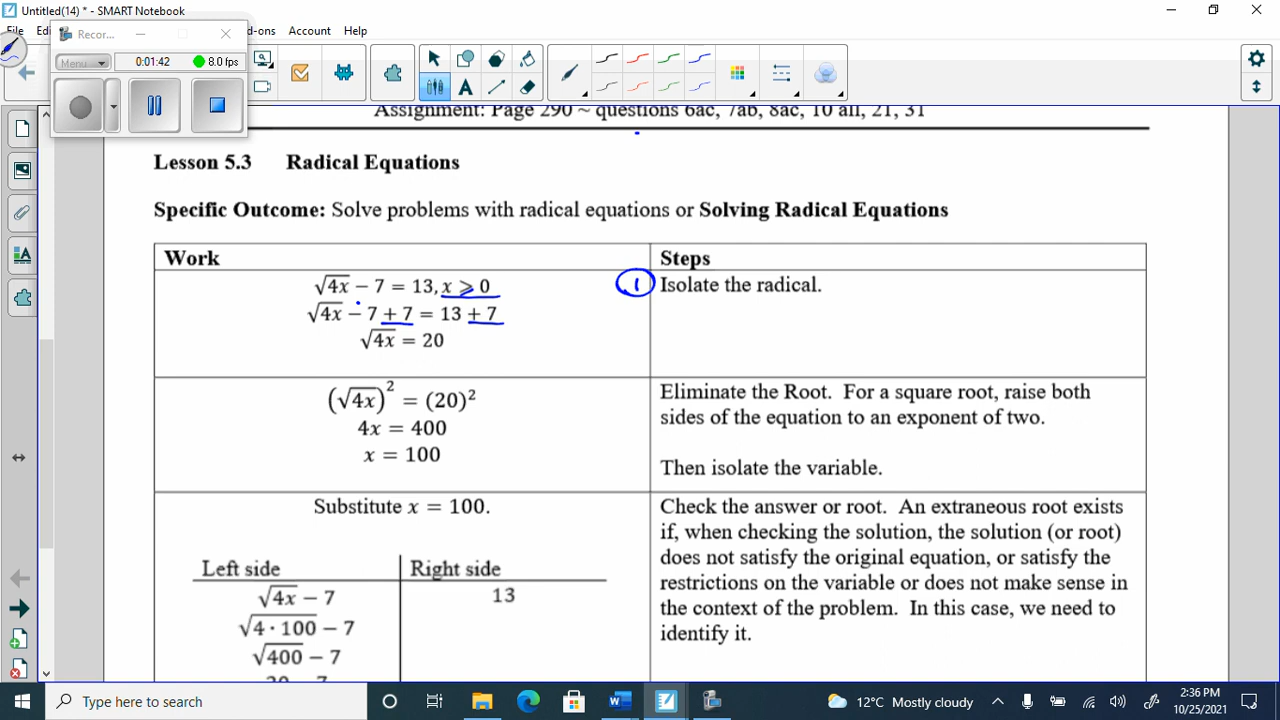 Untitled(14) * - SMART Notebook
Recor...
File Edi d-ons Account Help
Menu 0:01:42 8.0 fps
Assignment: Page 290 ~ questions 6ac, 7ab, 8ac, 10 all, 21, 31
Lesson 5.3 Radical Equations
Specific Outcome: Solve problems with radical equations or Solving Radical Equations
Work Steps
√4x − 7 = 13, x ⩾ 0 1 Isolate the radical.
√4x − 7 + 7 = 13 + 7
√4x = 20
(√4x)² = (20)² Eliminate the Root. For a square root, raise both
4x = 400 sides of the equation to an exponent of two.
x = 100
Then isolate the variable.
Substitute x = 100. Check the answer or root. An extraneous root exists
if, when checking the solution, the solution (or root)
Left side Right side does not satisfy the original equation, or satisfy the
√4x − 7 13 restrictions on the variable or does not make sense in
the context of the problem. In this case, we need to
√4 · 100 − 7 identify it.
√400 − 7
20 − 7
Type here to search 12°C Mostly cloudy 2:36 PM
10/25/2021